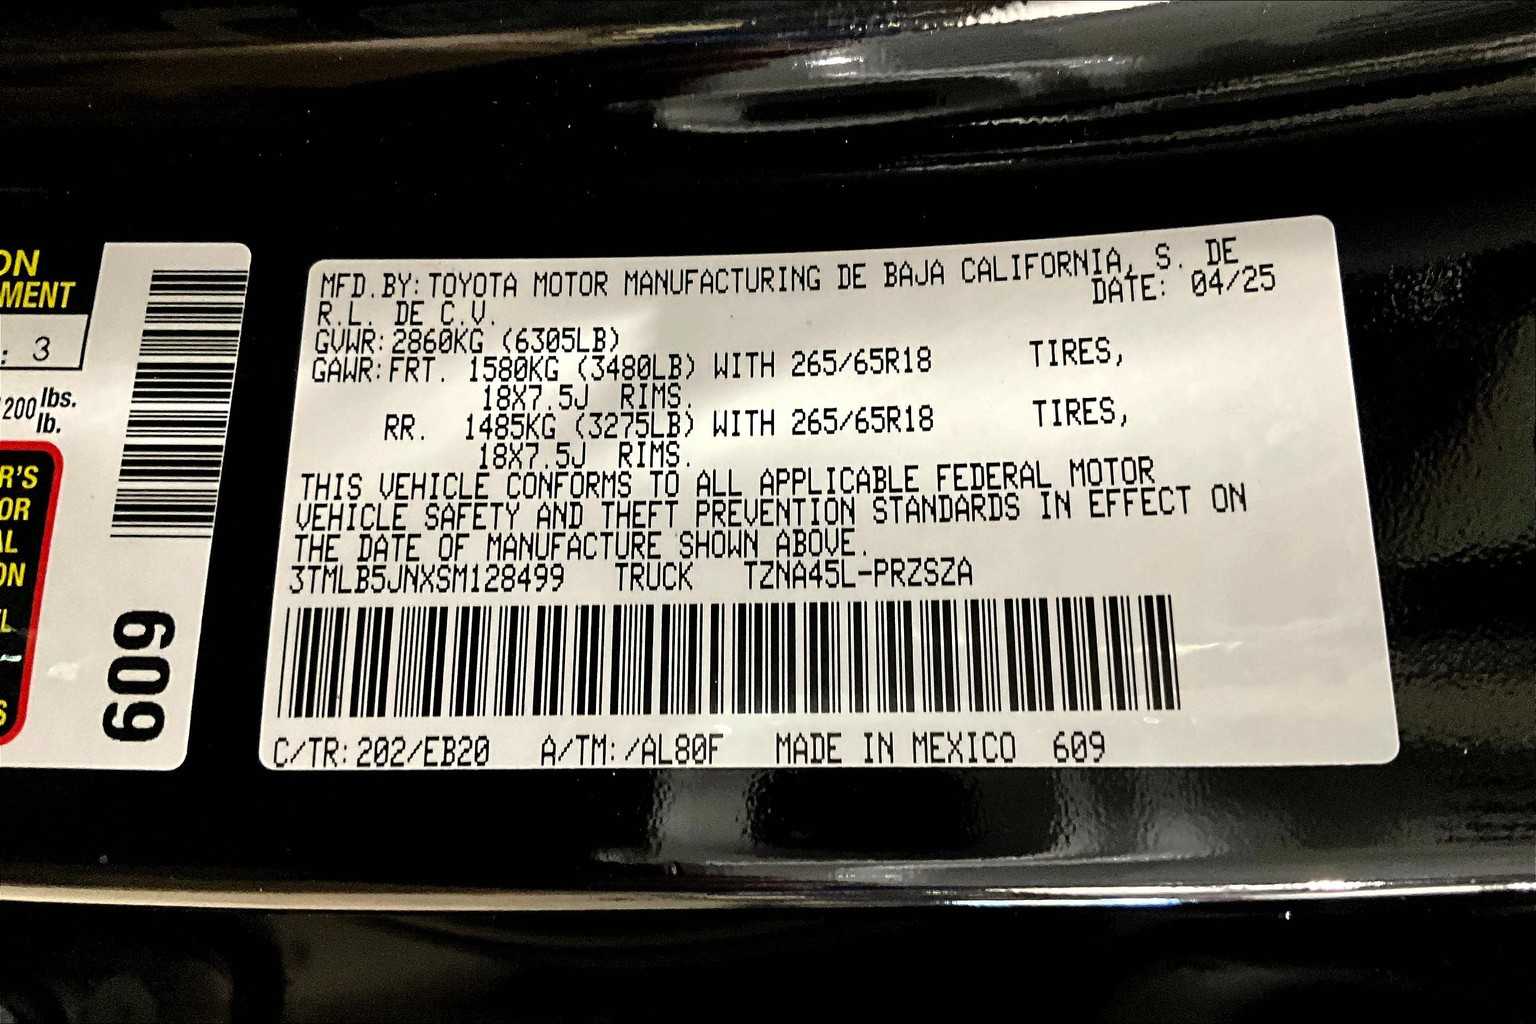 ON
MENT
: 3
200 lbs.
lb.
R'S
OR
AL
ON
L
S
609
MFD.BY: TOYOTA MOTOR MANUFACTURING DE BAJA CALIFORNIA, S. DE
R.L. DE C.V.
DATE: 04/25
GVWR: 2860KG (6305LB)
GAWR: FRT. 1580KG (3480LB) WITH 265/65R18 TIRES,
18X7.5J RIMS.
RR. 1485KG (3275LB) WITH 265/65R18 TIRES,
18X7.5J RIMS.
THIS VEHICLE CONFORMS TO ALL APPLICABLE FEDERAL MOTOR
VEHICLE SAFETY AND THEFT PREVENTION STANDARDS IN EFFECT ON
THE DATE OF MANUFACTURE SHOWN ABOVE.
3TMLB5JNXSM128499 TRUCK TZNA45L-PRZSZA
C/TR: 202/EB20 A/TM: /AL80F MADE IN MEXICO 609